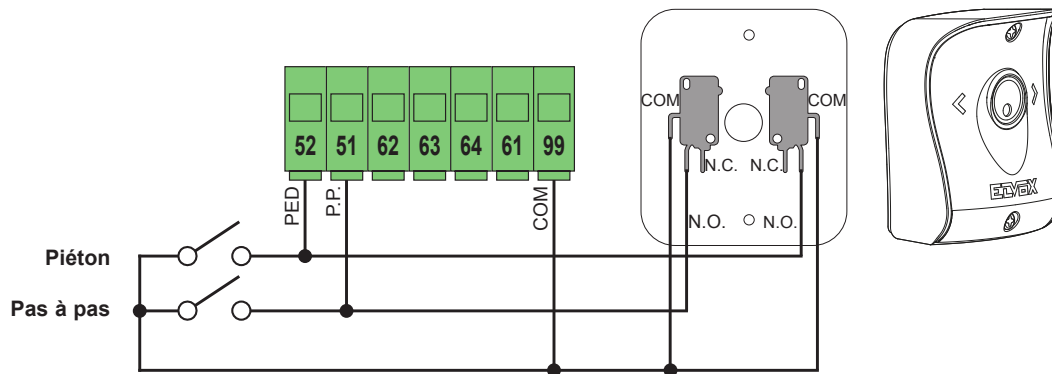 COM COM
52 51 62 63 64 61 99
N.C. N.C.
PED P.P. COM
N.O. N.O.
ELVOX
Piéton
Pas à pas